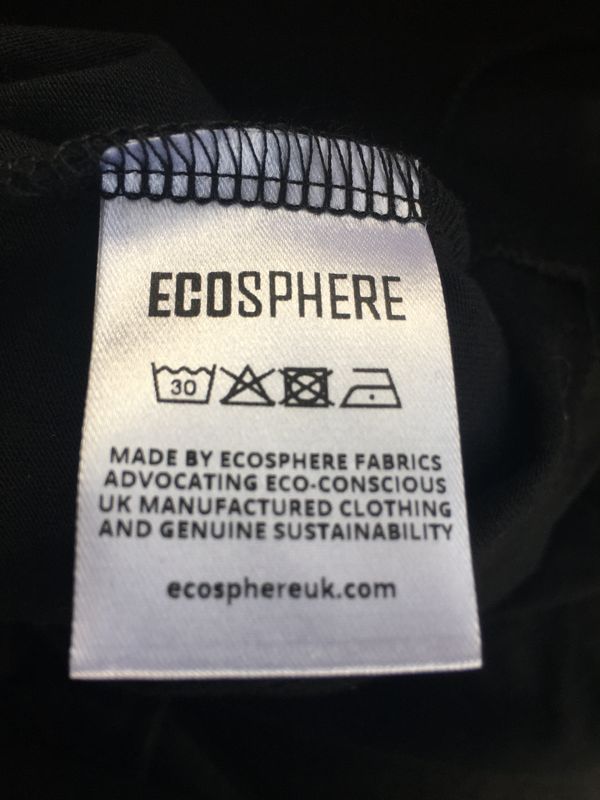 ECOSPHERE
30
MADE BY ECOSPHERE FABRICS
ADVOCATING ECO-CONSCIOUS
UK MANUFACTURED CLOTHING
AND GENUINE SUSTAINABILITY
ecosphereuk.com